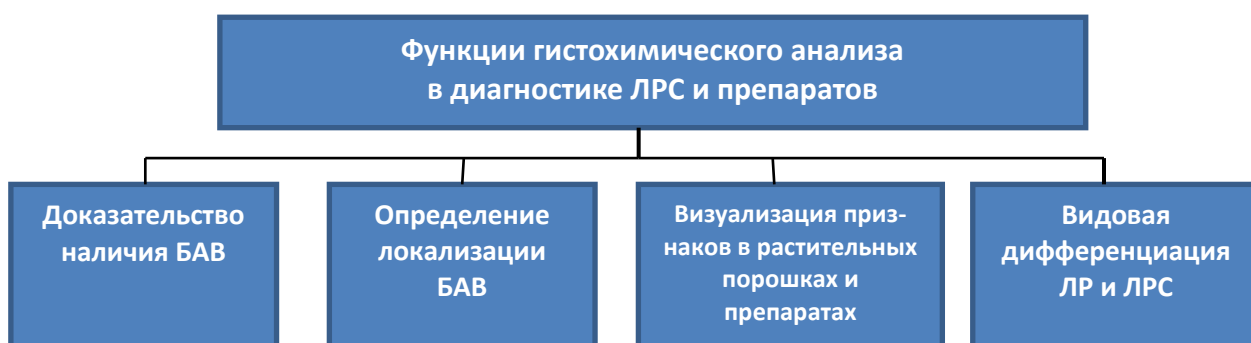 Функции гистохимического анализа
в диагностике ЛРС и препаратов
Доказательство
наличия БАВ
Определение
локализации
БАВ
Визуализация приз-
наков в растительных
порошках и
препаратах
Видовая
дифференциация
ЛР и ЛРС